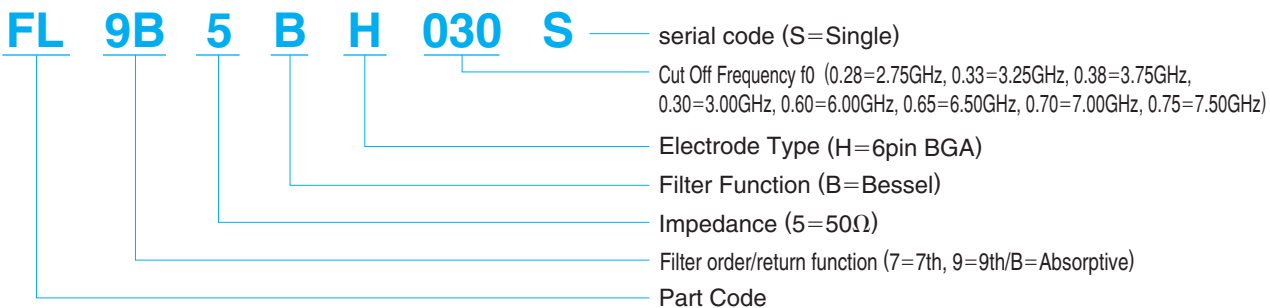 FL 9B 5 B H 030 S
serial code (S=Single)
Cut Off Frequency f0 (0.28=2.75GHz, 0.33=3.25GHz, 0.38=3.75GHz,
0.30=3.00GHz, 0.60=6.00GHz, 0.65=6.50GHz, 0.70=7.00GHz, 0.75=7.50GHz)
Electrode Type (H=6pin BGA)
Filter Function (B=Bessel)
Impedance (5=50Ω)
Filter order/return function (7=7th, 9=9th/B=Absorptive)
Part Code